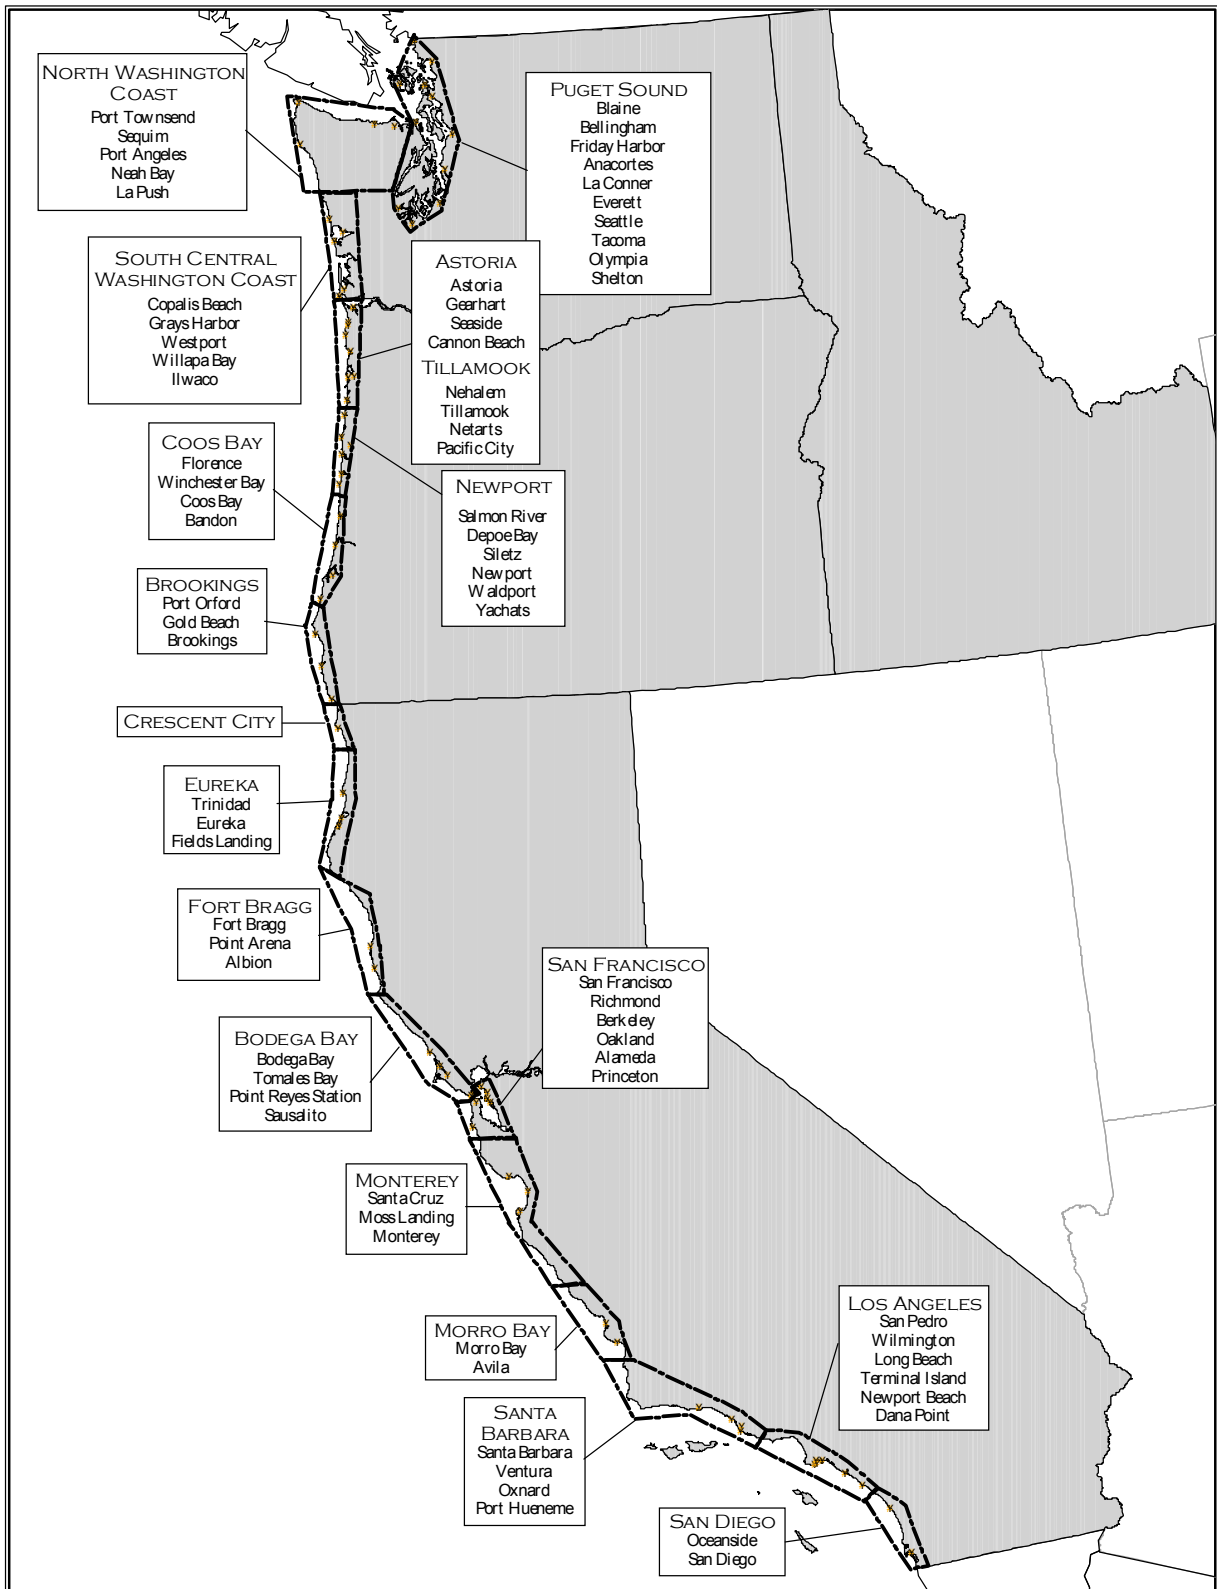 NORTH WASHINGTON
COAST
Port Townsend
Sequim
Port Angeles
Neah Bay
La Push
PUGET SOUND
Blaine
Bellingham
Friday Harbor
Anacortes
La Conner
Everett
Seattle
Tacoma
Olympia
Shelton
SOUTH CENTRAL
WASHINGTON COAST
Copalis Beach
Grays Harbor
Westport
Willapa Bay
Ilwaco
ASTORIA
Astoria
Gearhart
Seaside
Cannon Beach
TILLAMOOK
Nehalem
Tillamook
Netarts
Pacific City
COOS BAY
Florence
Winchester Bay
Coos Bay
Bandon
NEWPORT
Salmon River
Depoe Bay
Siletz
Newport
Waldport
Yachats
BROOKINGS
Port Orford
Gold Beach
Brookings
CRESCENT CITY
EUREKA
Trinidad
Eureka
Fields Landing
FORT BRAGG
Fort Bragg
Point Arena
Albion
SAN FRANCISCO
San Francisco
Richmond
Berkeley
Oakland
Alameda
Princeton
BODEGA BAY
Bodega Bay
Tomales Bay
Point Reyes Station
Sausalito
MONTEREY
Santa Cruz
Moss Landing
Monterey
LOS ANGELES
San Pedro
Wilmington
Long Beach
Terminal Island
Newport Beach
Dana Point
MORRO BAY
Morro Bay
Avila
SANTA
BARBARA
Santa Barbara
Ventura
Oxnard
Port Hueneme
SAN DIEGO
Oceanside
San Diego